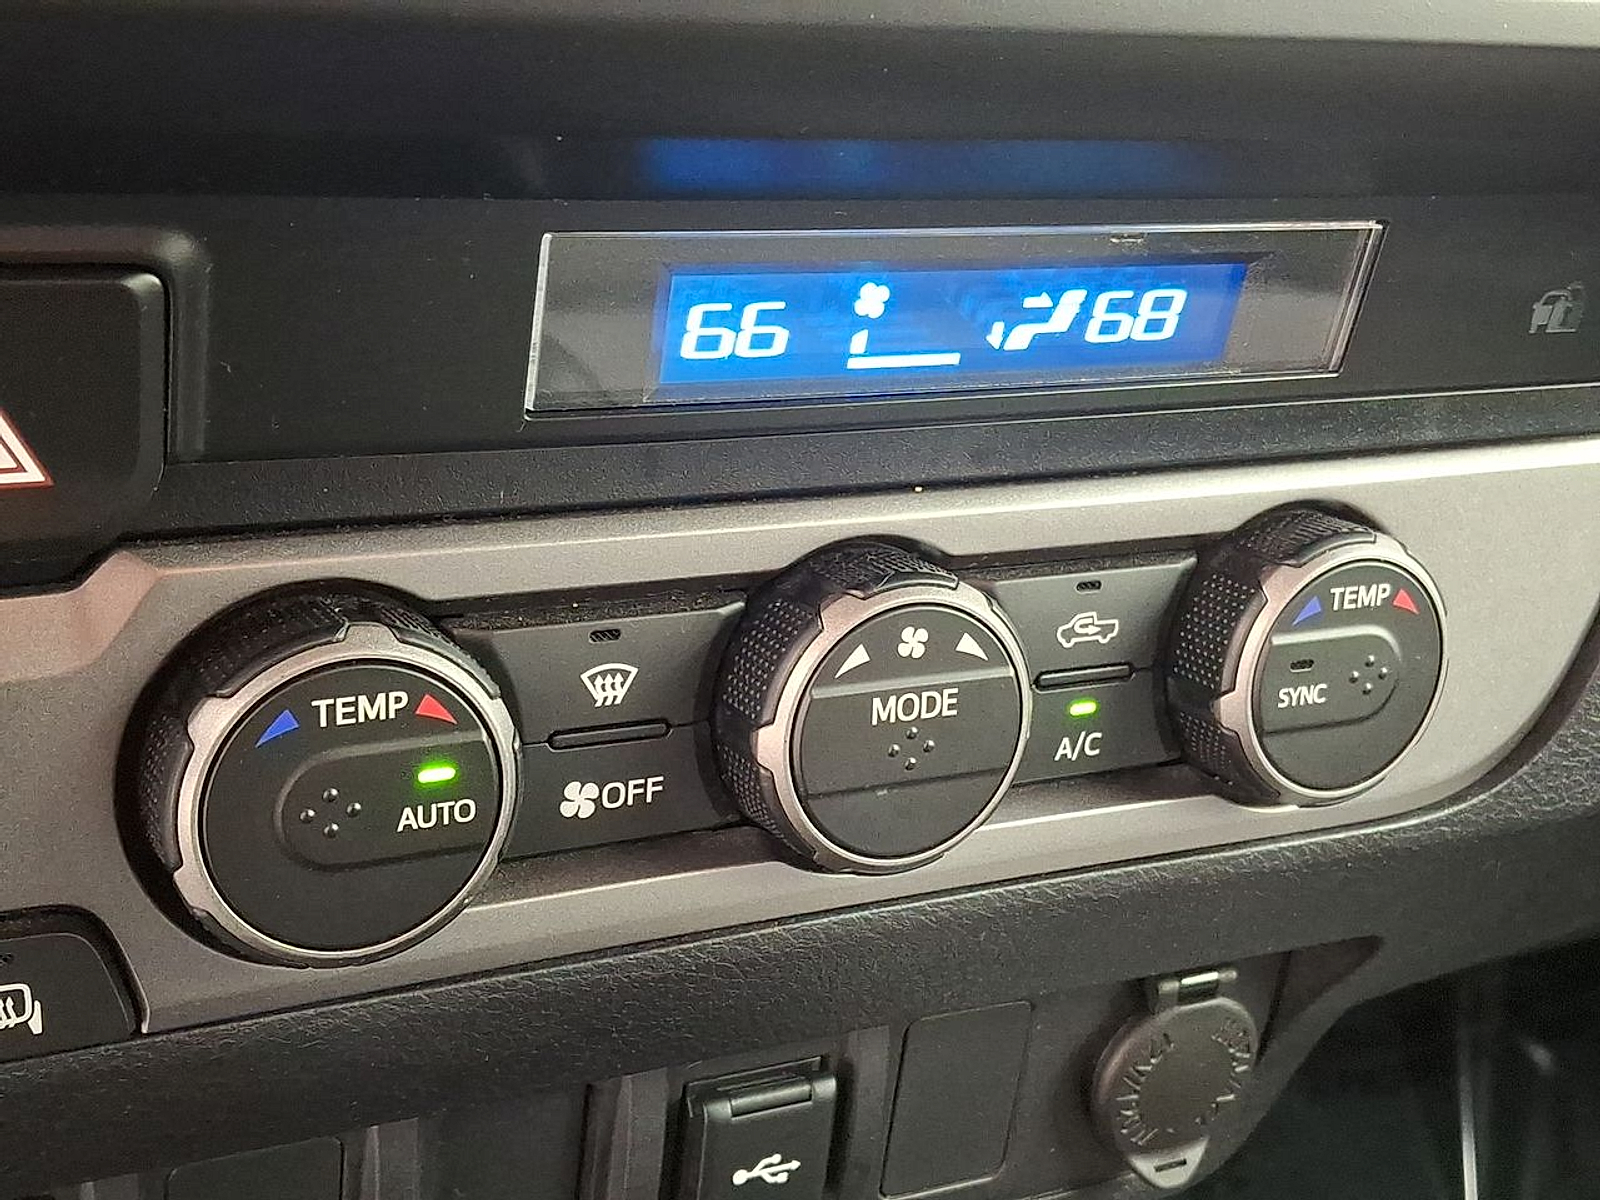 66 68
TEMP
AUTO
OFF
MODE
A/C
TEMP
SYNC